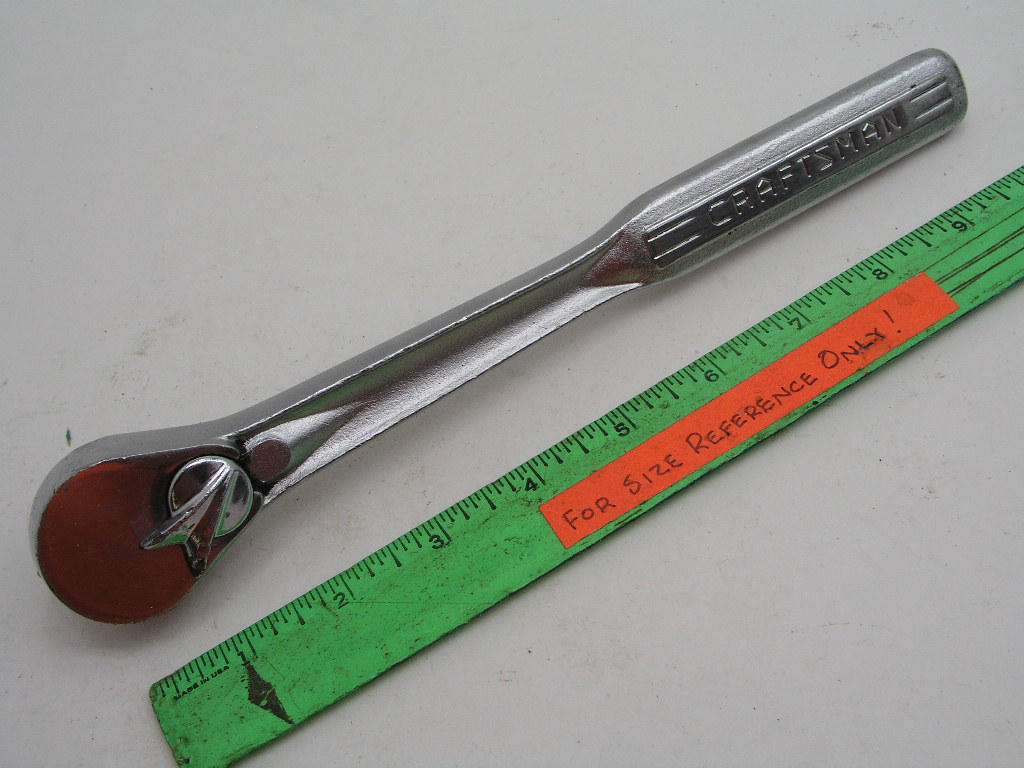 CRAFTSMAN
FOR SIZE REFERENCE ONLY!
1 2 3 4 5 6 7 8 9
MADE IN USA